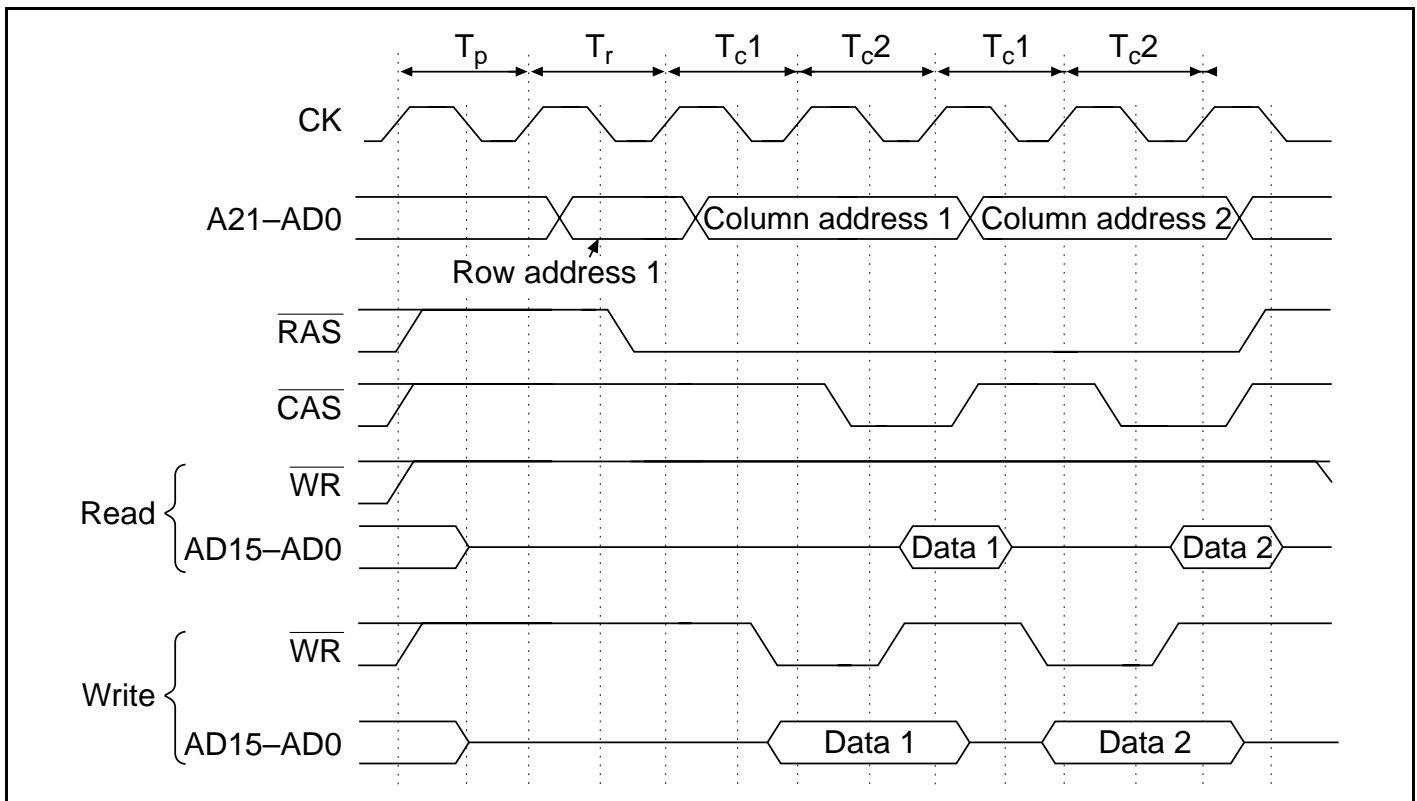 Tp Tr Tc1 Tc2 Tc1 Tc2
CK
A21–AD0 Column address 1 Column address 2
Row address 1
RAS
CAS
WR
Read
AD15–AD0 Data 1 Data 2
WR
Write
AD15–AD0 Data 1 Data 2